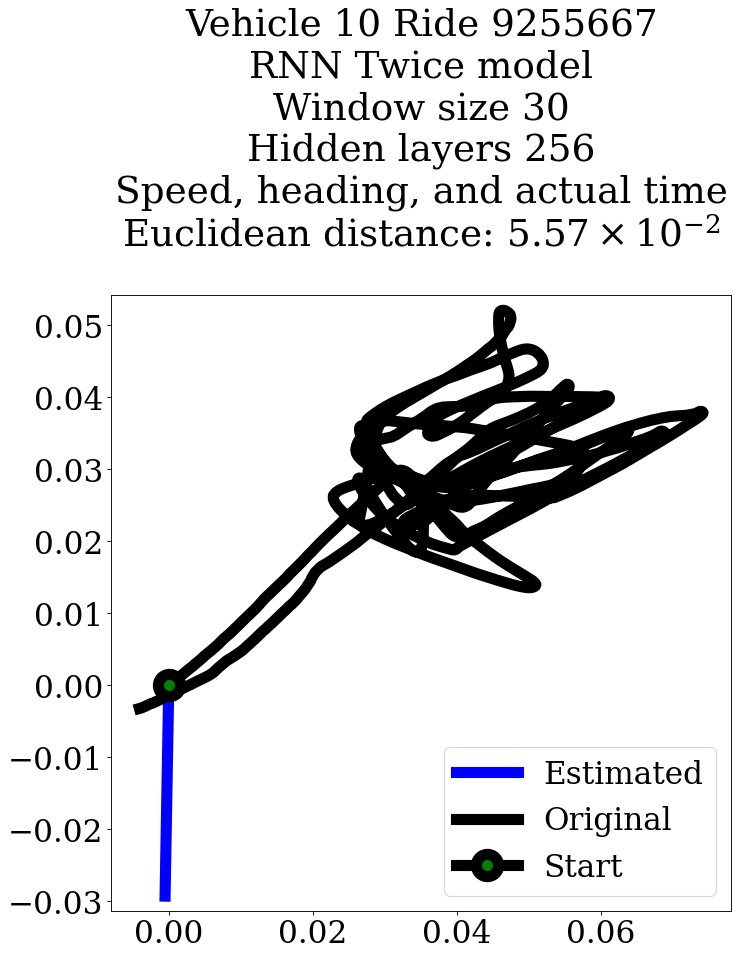 Vehicle 10 Ride 9255667
RNN Twice model
Window size 30
Hidden layers 256
Speed, heading, and actual time
Euclidean distance: 5.57 × 10⁻²
0.05
0.04
0.03
0.02
0.01
0.00
−0.01
−0.02
−0.03
Estimated
Original
Start
0.00 0.02 0.04 0.06